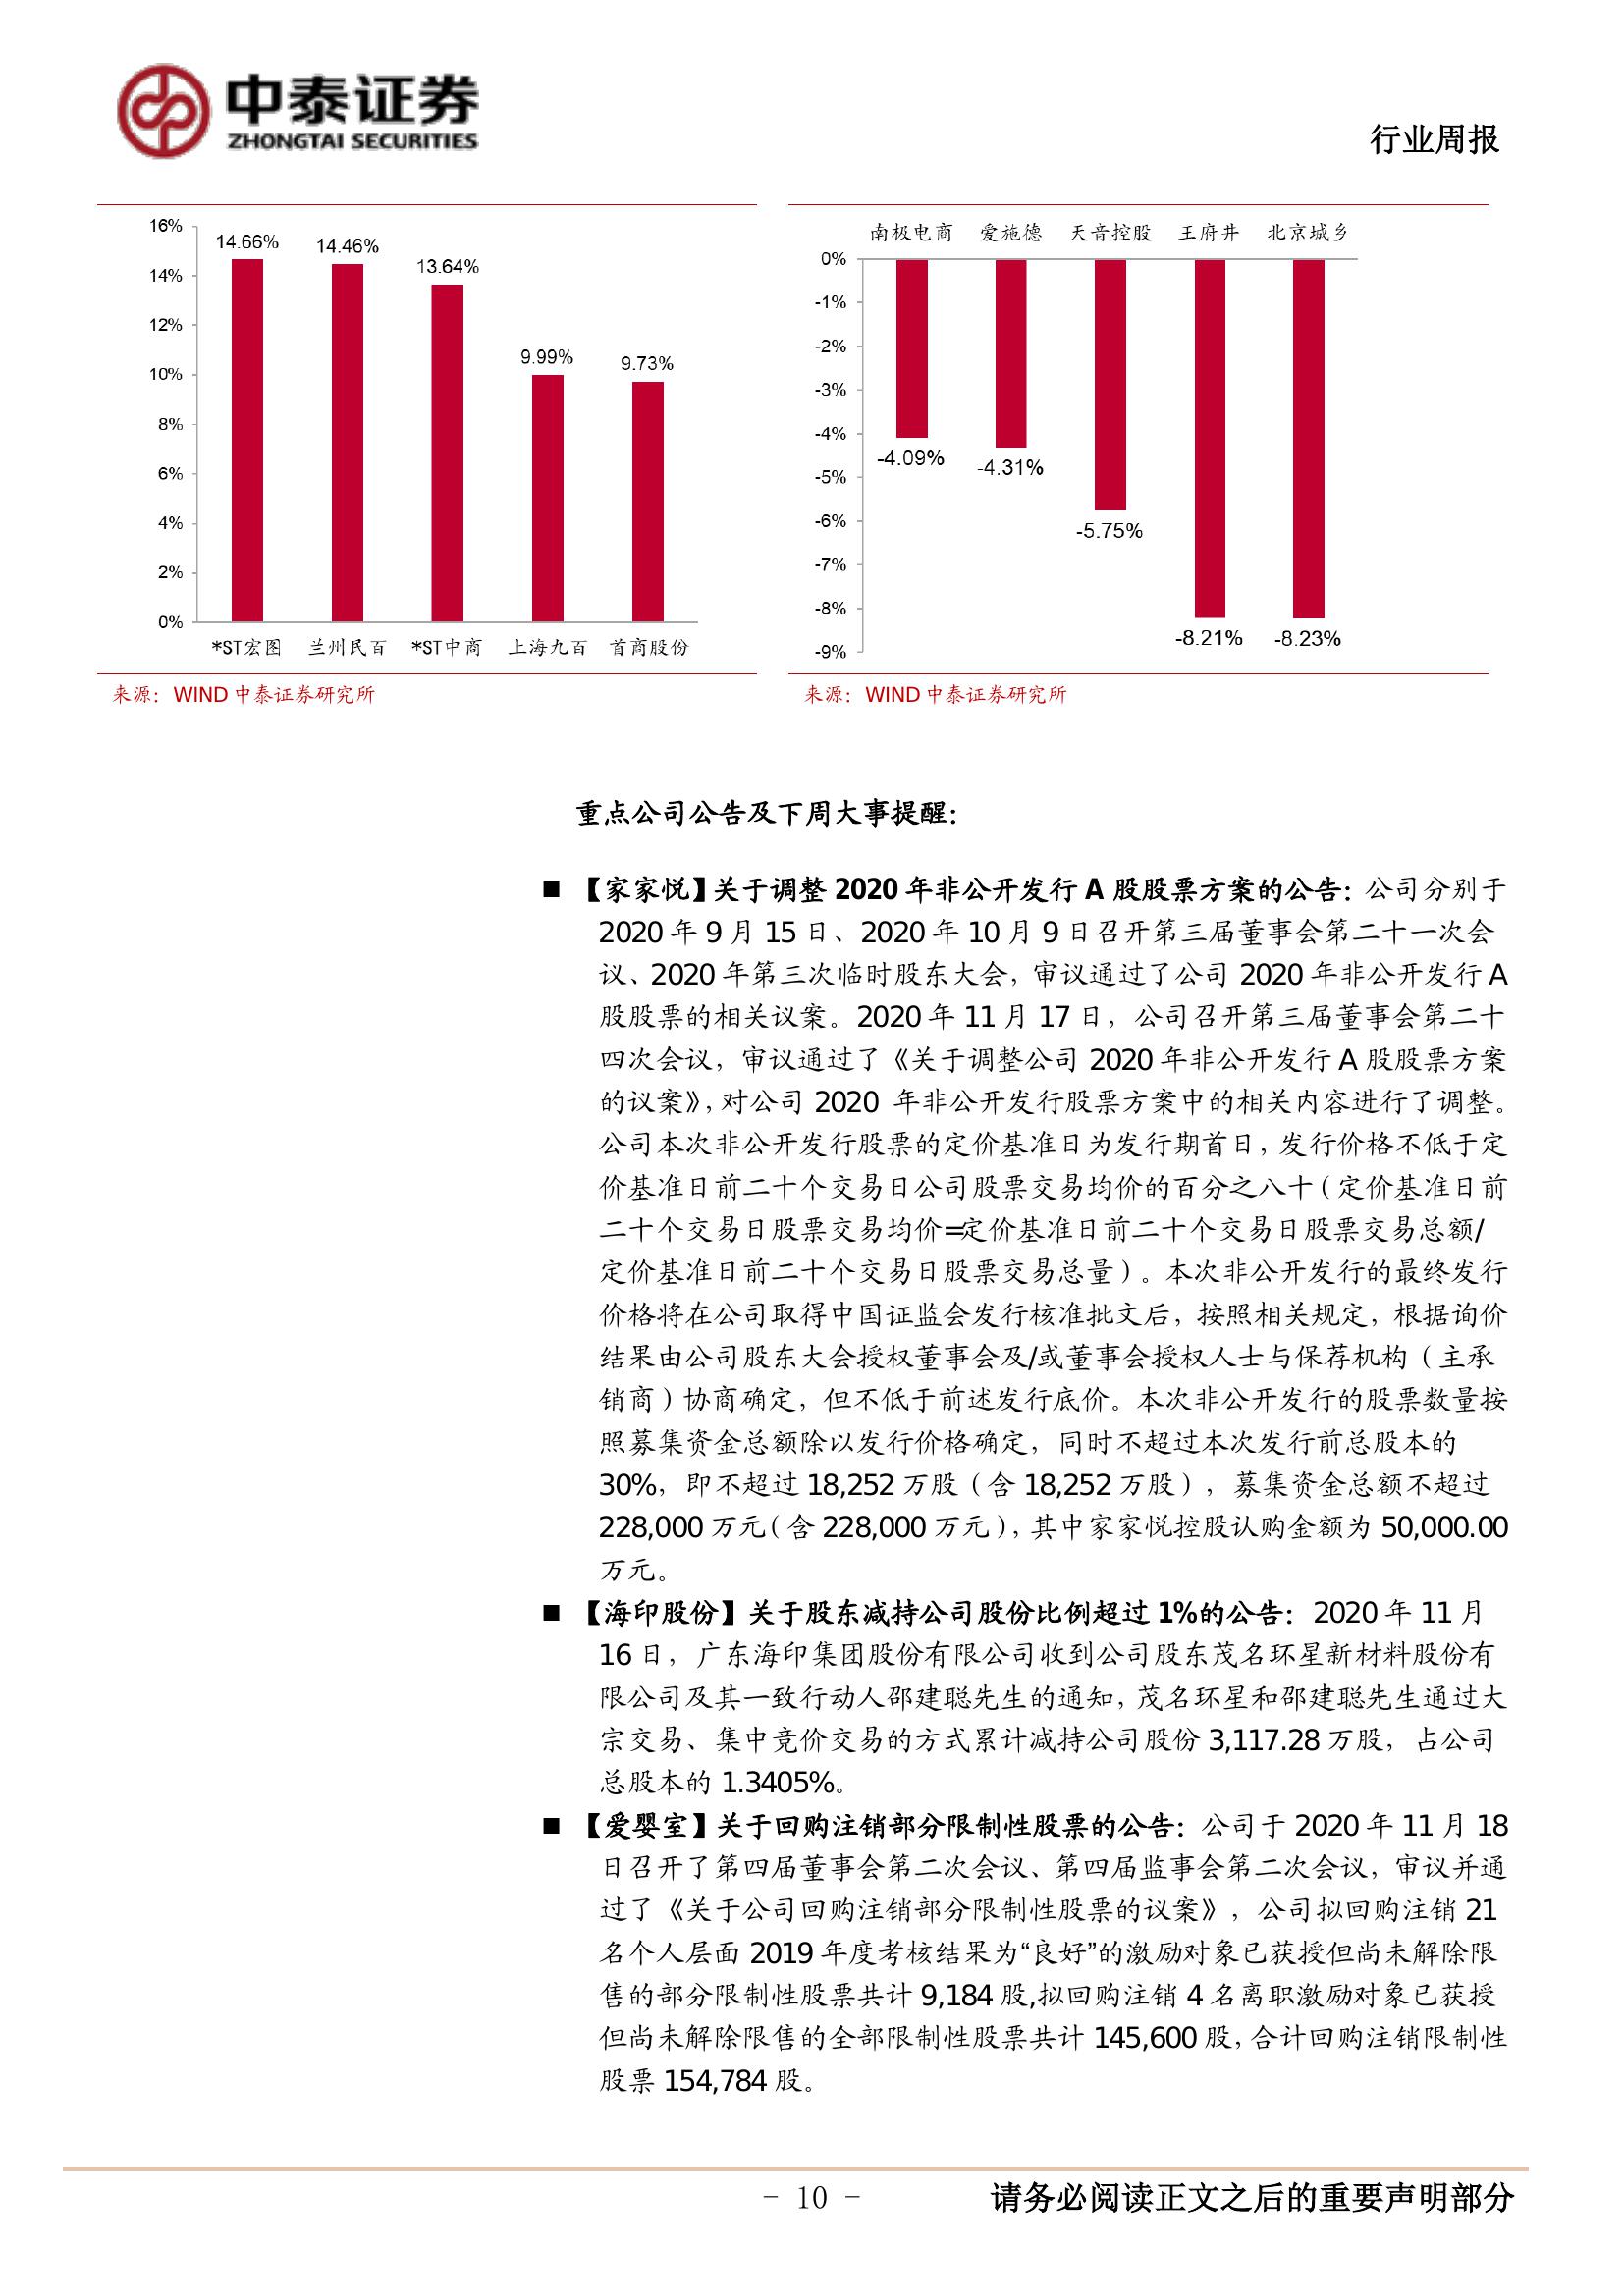 中泰证券
ZHONGTAI SECURITIES
行业周报
16%
14%
12%
10%
8%
6%
4%
2%
0%
14.66%
14.46%
13.64%
9.99%
9.73%
*ST宏图 兰州民百 *ST中商 上海九百 首商股份
来源：WIND 中泰证券研究所
南极电商 爱施德 天音控股 王府井 北京城乡
0%
-1%
-2%
-3%
-4%
-5%
-6%
-7%
-8%
-9%
-4.09%
-4.31%
-5.75%
-8.21%
-8.23%
来源：WIND 中泰证券研究所
重点公司公告及下周大事提醒：
■ 【家家悦】关于调整 2020 年非公开发行 A 股股票方案的公告：公司分别于
2020 年 9 月 15 日、2020 年 10 月 9 日召开第三届董事会第二十一次会
议、2020 年第三次临时股东大会，审议通过了公司 2020 年非公开发行 A
股股票的相关议案。2020 年 11 月 17 日，公司召开第三届董事会第二十
四次会议，审议通过了《关于调整公司 2020 年非公开发行 A 股股票方案
的议案》，对公司 2020 年非公开发行股票方案中的相关内容进行了调整。
公司本次非公开发行股票的定价基准日为发行期首日，发行价格不低于定
价基准日前二十个交易日公司股票交易均价的百分之八十（定价基准日前
二十个交易日股票交易均价=定价基准日前二十个交易日股票交易总额/
定价基准日前二十个交易日股票交易总量）。本次非公开发行的最终发行
价格将在公司取得中国证监会发行核准批文后，按照相关规定，根据询价
结果由公司股东大会授权董事会及/或董事会授权人士与保荐机构（主承
销商）协商确定，但不低于前述发行底价。本次非公开发行的股票数量按
照募集资金总额除以发行价格确定，同时不超过本次发行前总股本的
30%，即不超过 18,252 万股（含 18,252 万股），募集资金总额不超过
228,000 万元（含 228,000 万元），其中家家悦控股认购金额为 50,000.00
万元。
■ 【海印股份】关于股东减持公司股份比例超过 1%的公告：2020 年 11 月
16 日，广东海印集团股份有限公司收到公司股东茂名环星新材料股份有
限公司及其一致行动人邵建聪先生的通知，茂名环星和邵建聪先生通过大
宗交易、集中竞价交易的方式累计减持公司股份 3,117.28 万股，占公司
总股本的 1.3405%。
■ 【爱婴室】关于回购注销部分限制性股票的公告：公司于 2020 年 11 月 18
日召开了第四届董事会第二次会议、第四届监事会第二次会议，审议并通
过了《关于公司回购注销部分限制性股票的议案》，公司拟回购注销 21
名个人层面 2019 年度考核结果为“良好”的激励对象已获授但尚未解除限
售的部分限制性股票共计 9,184 股,拟回购注销 4 名离职激励对象已获授
但尚未解除限售的全部限制性股票共计 145,600 股，合计回购注销限制性
股票 154,784 股。
- 10 -
请务必阅读正文之后的重要声明部分